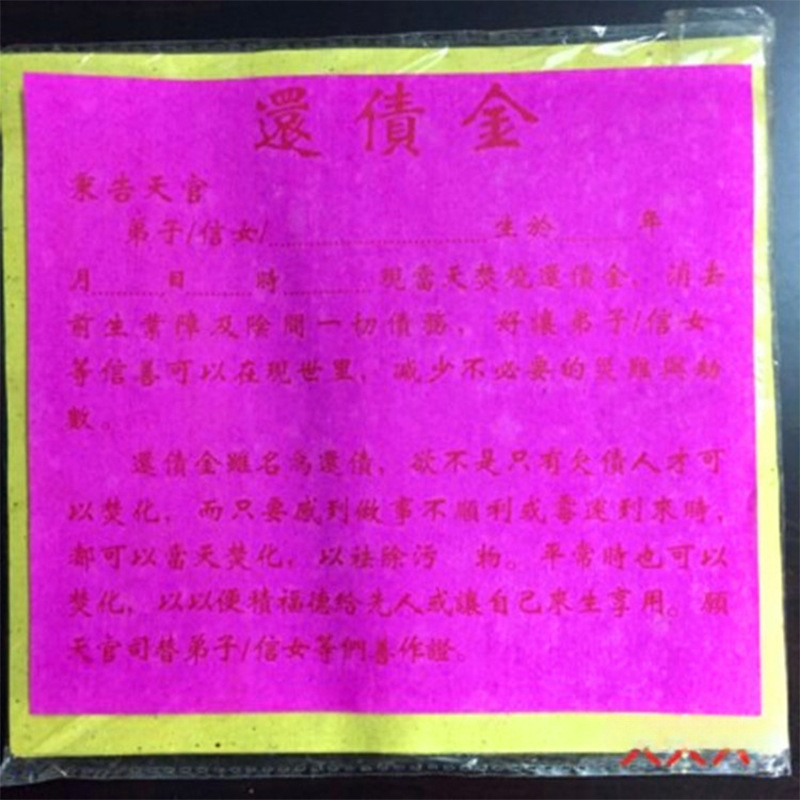 還債金
稟告天官
弟子/信女/ 生於 年
月 日 時 現當天焚燒還債金，消去
前生業障及陰間一切債務，好讓弟子/信女
等信善可以在現世里，減少不必要的災難與劫
數。
還債金雖名為還債，欲不是只有欠債人才可
以焚化，而只要感到做事不順利或霉運到來時，
都可以當天焚化，以祛除污 物。平常時也可以
焚化，以以便積福德給先人或讓自己來生享用。願
天官司替弟子/信女等們善作證。
八八八